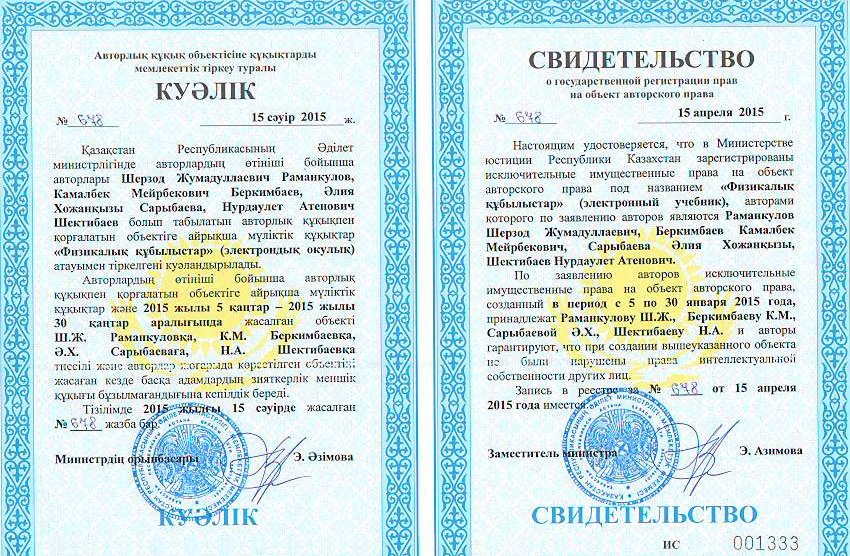 Авторлық құқық объектісіне құқықтарды
мемлекеттік тіркеу туралы
КУӘЛІК
№ 678 15 сәуір 2015 ж.
Қазақстан Республикасының Әділет
министрлігінде авторлардың өтініші бойынша
авторлары Шерзод Жумадуллаевич Раманкулов,
Камалбек Мейрбекович Беркимбаев, Әлия
Хожанқызы Сарыбаева, Нурдаулет Атенович
Шектибаев болып табылатын авторлық құқықпен
қорғалатын объектіге айрықша мүліктік құқықтар
«Физикалық құбылыстар» (электрондық оқулық)
атауымен тіркелгені куәландырылады.
Авторлардың өтініші бойынша авторлық
құқықпен қорғалатын объектіге айрықша мүліктік
құқықтар және 2015 жылы 5 қаңтар – 2015 жылы
30 қаңтар аралығында жасалған объекті
Ш.Ж. Раманкуловқа, К.М. Беркимбаевқа,
Ә.Х. Сарыбаеваға, Н.А. Шектибаевқа
тиесілі және авторлар жоғарыда көрсетілген объектіні
жасаған кезде басқа адамдардың зияткерлік меншік
құқығы бұзылмағандығына кепілдік береді.
Тізілімде 2015 жылғы 15 сәуірде жасалған
№ 678 жазба бар.
Министрдің орынбасары Э. Әзімова
КУӘЛІК
СВИДЕТЕЛЬСТВО
о государственной регистрации прав
на объект авторского права
№ 678 15 апреля 2015 г.
Настоящим удостоверяется, что в Министерстве
юстиции Республики Казахстан зарегистрированы
исключительные имущественные права на объект
авторского права под названием «Физикалық
құбылыстар» (электронный учебник), авторами
которого по заявлению авторов являются Раманкулов
Шерзод Жумадуллаевич, Беркимбаев Камалбек
Мейрбекович, Сарыбаева Әлия Хожанқызы,
Шектибаев Нурдаулет Атенович.
По заявлению авторов исключительные
имущественные права на объект авторского права,
созданный в период с 5 по 30 января 2015 года,
принадлежат Раманкулову Ш.Ж., Беркимбаеву К.М.,
Сарыбаевой Ә.Х., Шектибаеву Н.А. и авторы
гарантируют, что при создании вышеуказанного объекта
не были нарушены права интеллектуальной
собственности других лиц.
Запись в реестре за № 678 от 15 апреля
2015 года имеется.
Заместитель министра Э. Азимова
СВИДЕТЕЛЬСТВО
ИС 001333